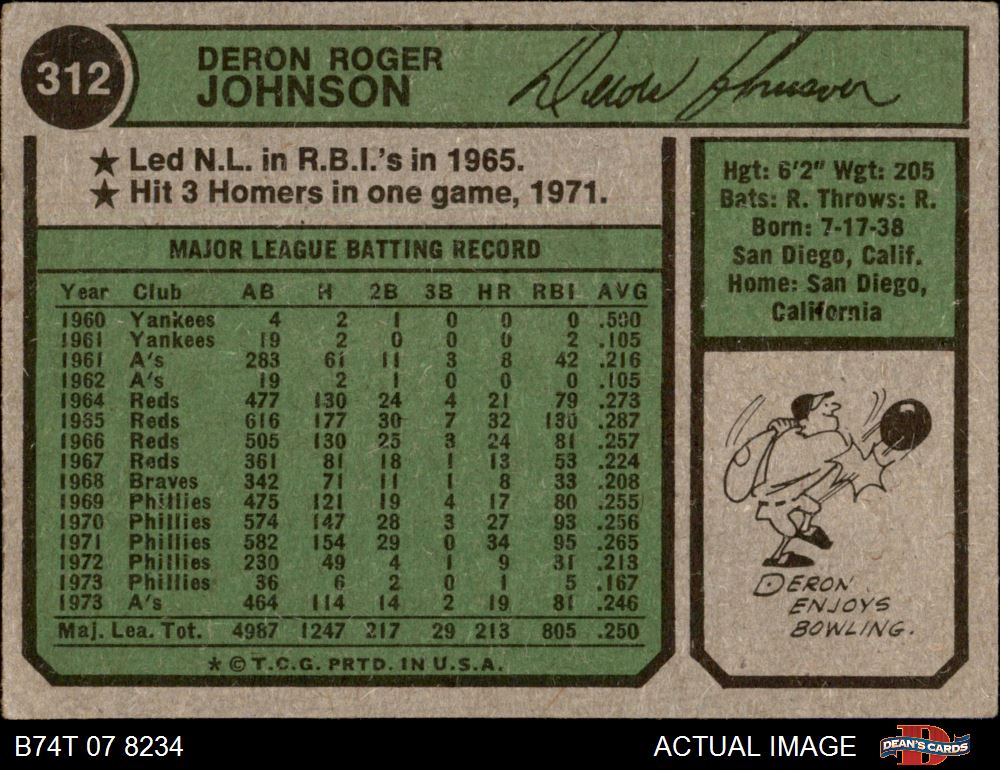 312
DERON ROGER
JOHNSON
Deron Johnson
★ Led N.L. in R.B.I.'s in 1965.
★ Hit 3 Homers in one game, 1971.
MAJOR LEAGUE BATTING RECORD
Year Club AB H 2B 3B HR RBI AVG
1960 Yankees 4 2 1 0 0 0 .500
1961 Yankees 19 2 0 0 0 2 .105
1961 A's 283 61 11 3 8 42 .216
1962 A's 19 2 1 0 0 0 .105
1964 Reds 477 130 24 4 21 79 .273
1965 Reds 616 177 30 7 32 130 .287
1966 Reds 505 130 25 3 24 81 .257
1967 Reds 361 81 18 1 13 53 .224
1968 Braves 342 71 11 1 8 33 .208
1969 Phillies 475 121 19 4 17 80 .255
1970 Phillies 574 147 28 3 27 93 .256
1971 Phillies 582 154 29 0 34 95 .265
1972 Phillies 230 49 4 1 9 31 .213
1973 Phillies 36 6 2 0 1 5 .167
1973 A's 464 114 14 2 19 81 .246
Maj. Lea. Tot. 4987 1247 217 29 213 805 .250
★ © T.C.G. PRTD. IN U.S.A.
Hgt: 6'2" Wgt: 205
Bats: R. Throws: R.
Born: 7-17-38
San Diego, Calif.
Home: San Diego,
California
DERON
ENJOYS
BOWLING.
B74T 07 8234
ACTUAL IMAGE
DEAN'S CARDS